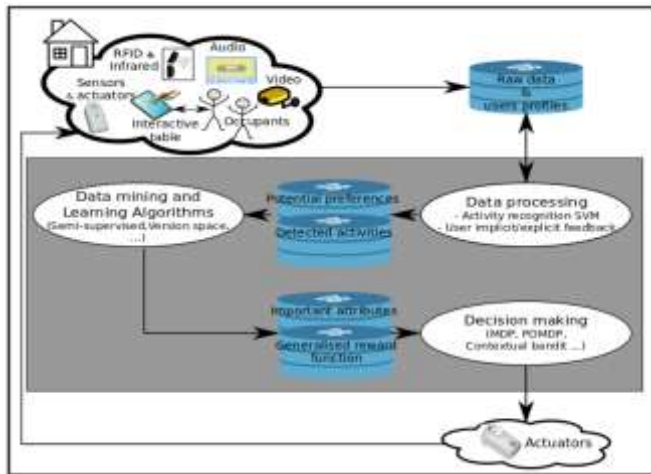 RFID &
Infrared
Audio
Video
Sensors
& actuators
Interactive
table
Occupants
Raw data
&
users profiles
Data mining and
Learning Algorithms
(Semi-supervised,Version space,
...)
Potential preferences
Detected activities
Data processing
- Activity recognition SVM
- User implicit/explicit feedback
Important attributes
Generalised reward
function
Decision making
(MDP, POMDP,
Contextual bandit ...)
Actuators